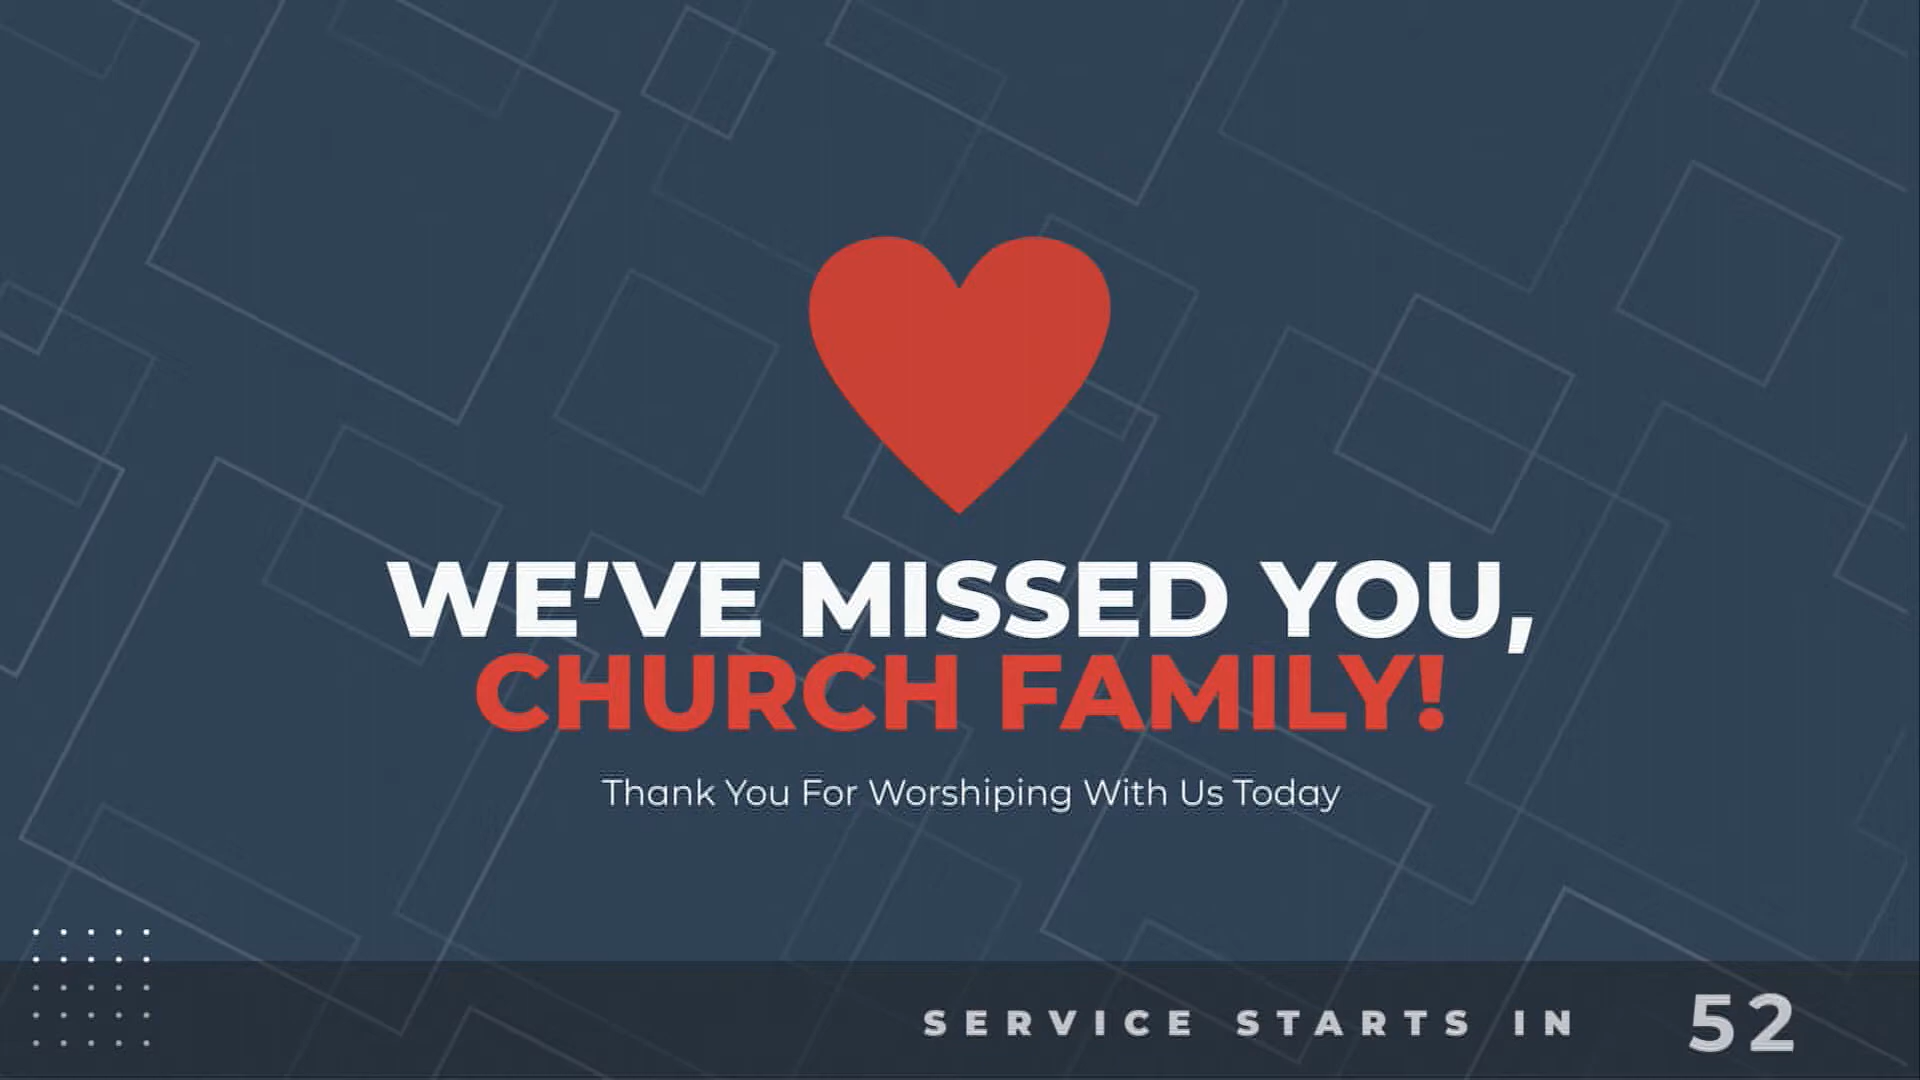 WE'VE MISSED YOU,
CHURCH FAMILY!
Thank You For Worshiping With Us Today
SERVICE STARTS IN 52